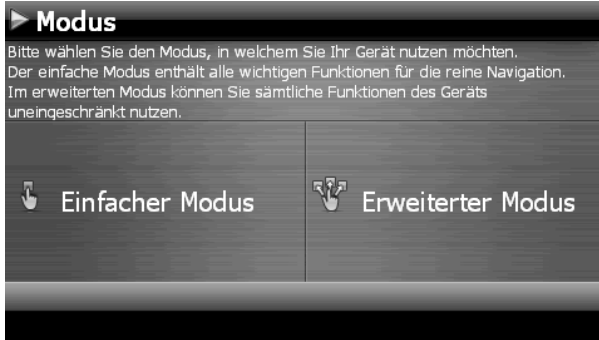 Modus
Bitte wählen Sie den Modus, in welchem Sie Ihr Gerät nutzen möchten.
Der einfache Modus enthält alle wichtigen Funktionen für die reine Navigation.
Im erweiterten Modus können Sie sämtliche Funktionen des Geräts
uneingeschränkt nutzen.
Einfacher Modus
Erweiterter Modus